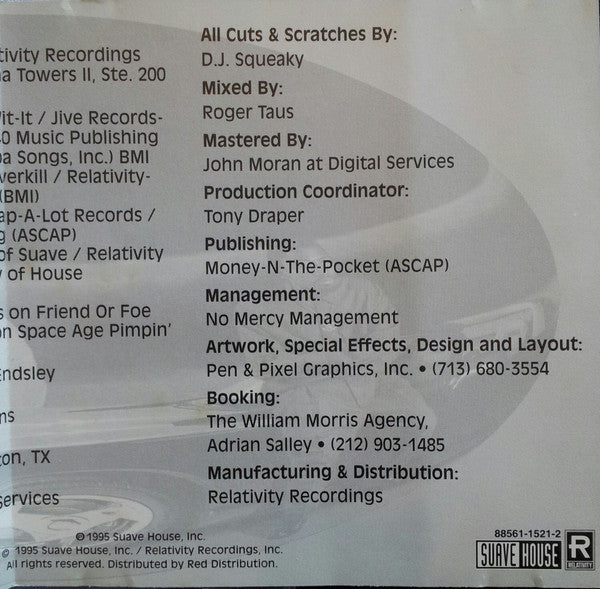 tivity Recordings
a Towers II, Ste. 200
it-It / Jive Records-
0 Music Publishing
a Songs, Inc.) BMI
verkill / Relativity-
(BMI)
ap-A-Lot Records /
g (ASCAP)
of Suave / Relativity
of House
s on Friend Or Foe
on Space Age Pimpin'
Endsley
ns
ton, TX
services
All Cuts & Scratches By:
D.J. Squeaky
Mixed By:
Roger Taus
Mastered By:
John Moran at Digital Services
Production Coordinator:
Tony Draper
Publishing:
Money-N-The-Pocket (ASCAP)
Management:
No Mercy Management
Artwork, Special Effects, Design and Layout:
Pen & Pixel Graphics, Inc. • (713) 680-3554
Booking:
The William Morris Agency,
Adrian Salley • (212) 903-1485
Manufacturing & Distribution:
Relativity Recordings
℗1995 Suave House, Inc.
© 1995 Suave House, Inc. / Relativity Recordings, Inc.
All rights reserved. Distributed by Red Distribution.
88561-1521-2
SUAVE HOUSE
R
RELATIVITY